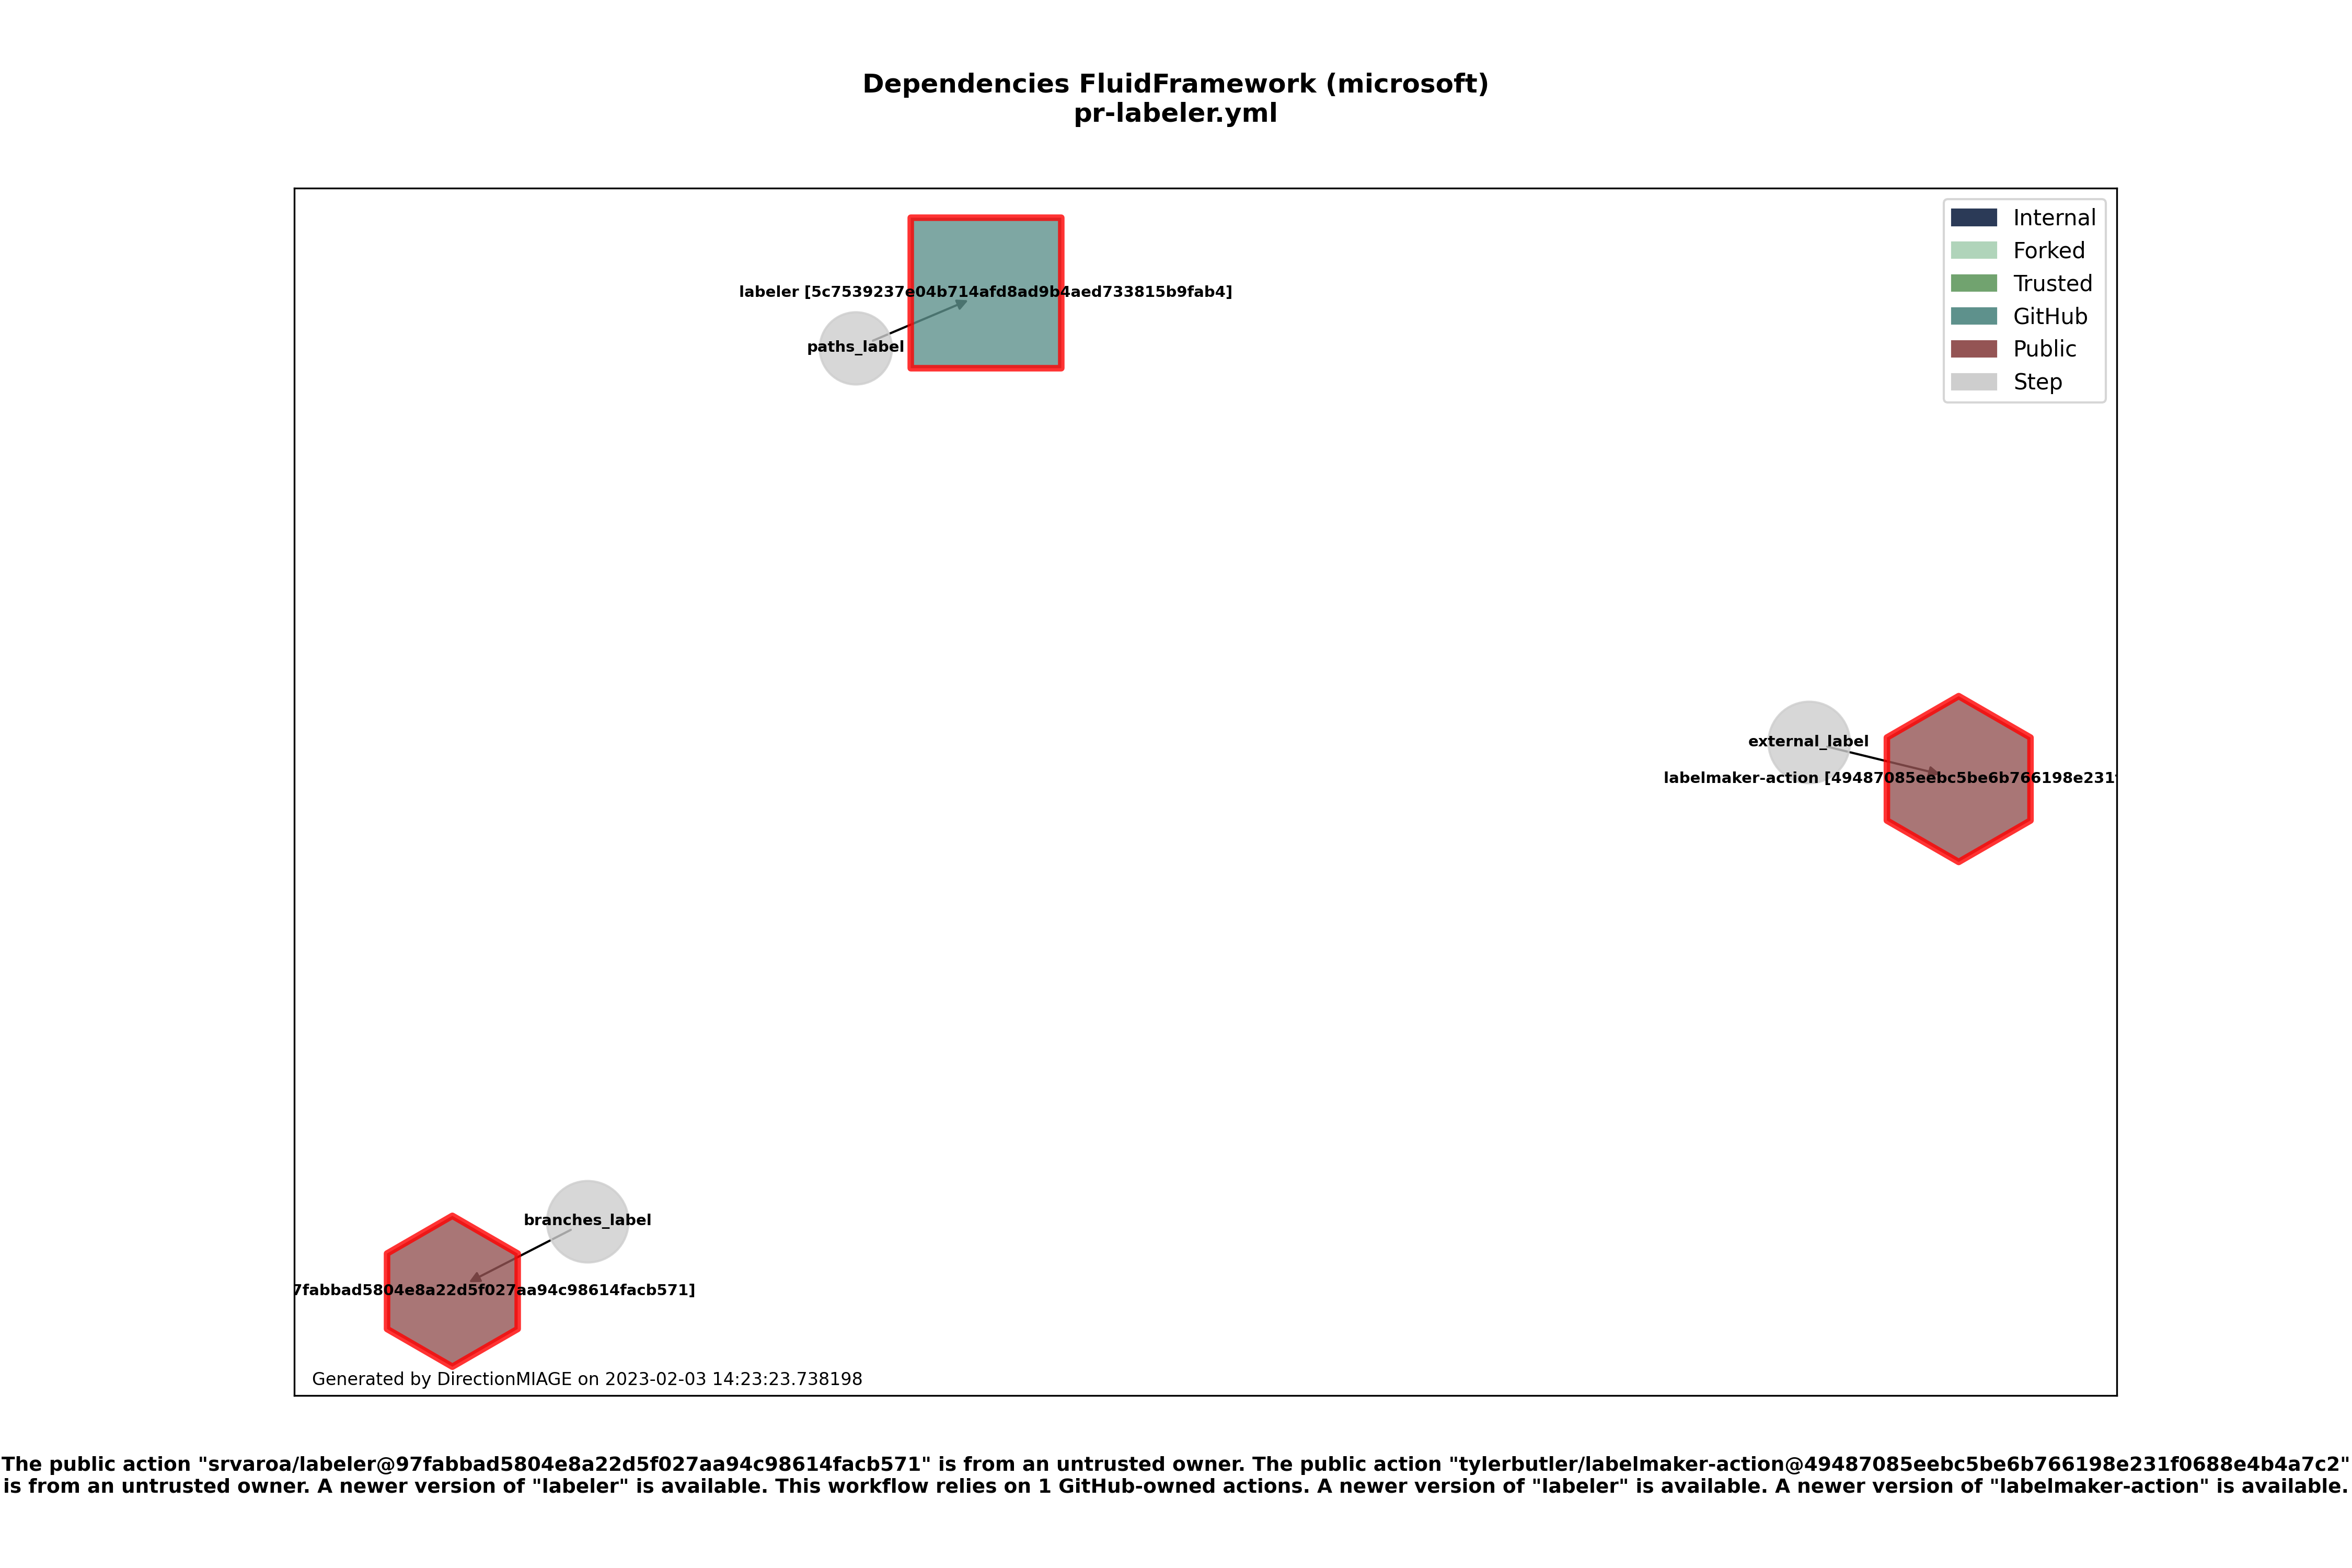 Dependencies FluidFramework (microsoft)
pr-labeler.yml
Internal
Forked
Trusted
GitHub
Public
Step
labeler [5c7539237e04b714afd8ad9b4aed733815b9fab4]
paths_label
external_label
labelmaker-action [49487085eebc5be6b766198e231
branches_label
7fabbad5804e8a22d5f027aa94c98614facb571]
Generated by DirectionMIAGE on 2023-02-03 14:23:23.738198
The public action "srvaroa/labeler@97fabbad5804e8a22d5f027aa94c98614facb571" is from an untrusted owner. The public action "tylerbutler/labelmaker-action@49487085eebc5be6b766198e231f0688e4b4a7c2"
is from an untrusted owner. A newer version of "labeler" is available. This workflow relies on 1 GitHub-owned actions. A newer version of "labeler" is available. A newer version of "labelmaker-action" is available.